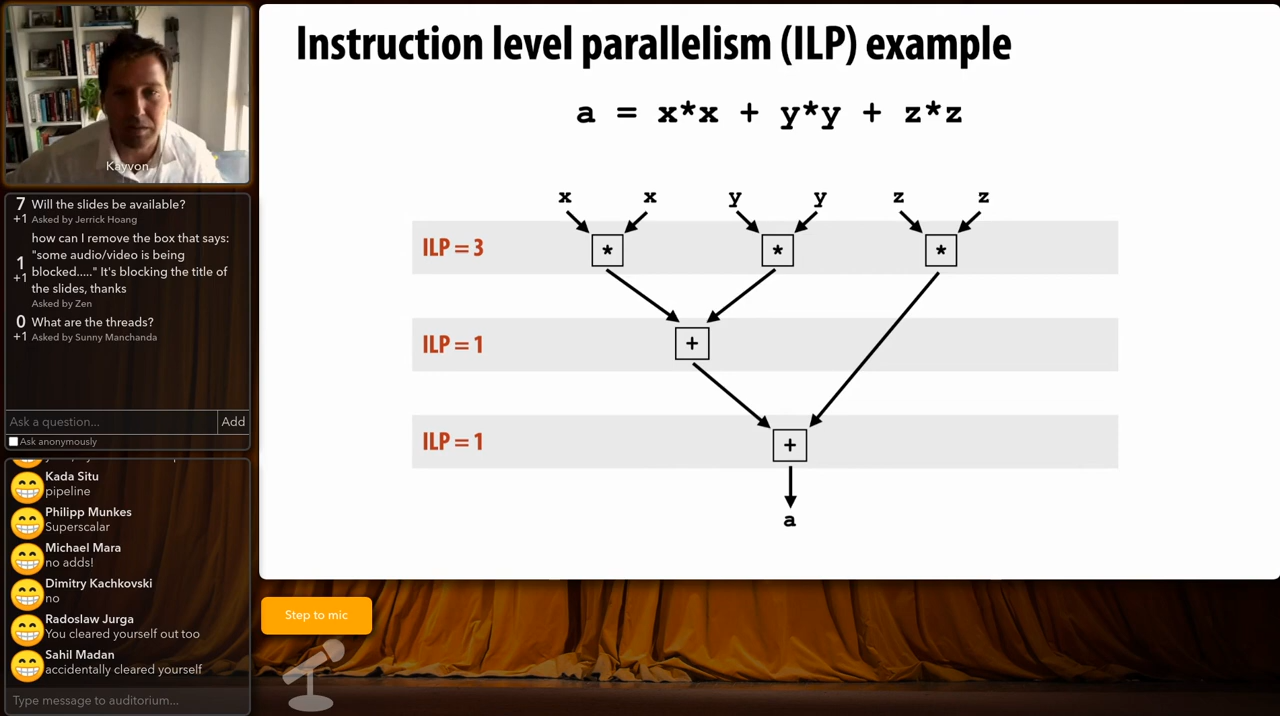 Kayvon
7 Will the slides be available?
+1 Asked by Jerrick Hoang
how can I remove the box that says:
"some audio/video is being
1 blocked....." It's blocking the title of
+1 the slides, thanks
Asked by Zen
0 What are the threads?
+1 Asked by Sunny Manchanda
Ask a question... Add
Ask anonymously
Kada Situ
pipeline
Philipp Munkes
Superscalar
Michael Mara
no adds!
Dimitry Kachkovski
no
Radoslaw Jurga
You cleared yourself out too
Sahil Madan
accidentally cleared yourself
Type message to auditorium...
Instruction level parallelism (ILP) example
a = x*x + y*y + z*z
x x y y z z
ILP = 3 * * *
ILP = 1 +
ILP = 1 +
a
Step to mic